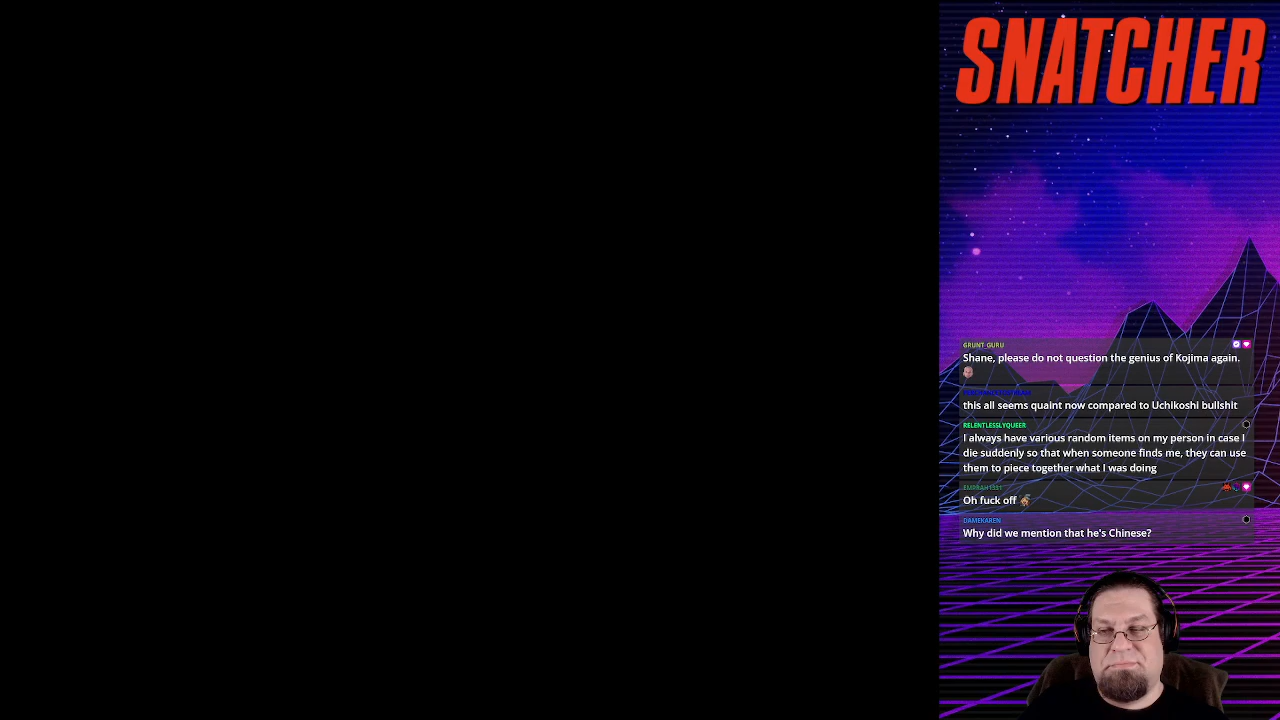 SNATCHER
GRUNT_GURU
Shane, please do not question the genius of Kojima again.
this all seems quaint now compared to Uchikoshi bullshit
RELENTLESSLYQUEER
I always have various random items on my person in case I
die suddenly so that when someone finds me, they can use
them to piece together what I was doing
Oh fuck off
DAMEKAREN
Why did we mention that he's Chinese?